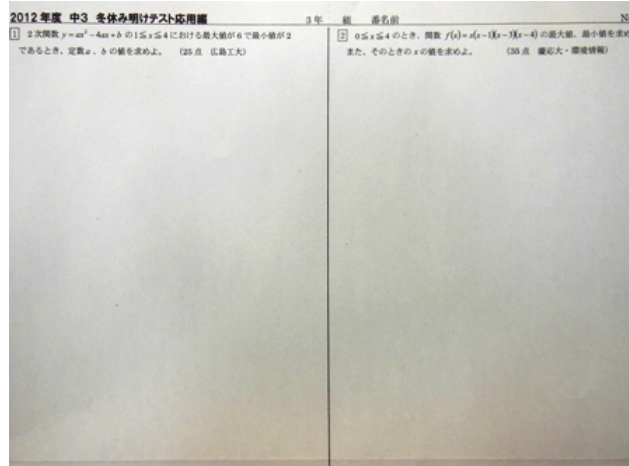 2012年度 中3 冬休み明けテスト応用編 3年 組 番名前
1 2次関数 y=ax²-4ax+b の1≦x≦4における最大値が6で最小値が2
であるとき、定数a、bの値を求めよ。 (25点 広島工大)
2 0≦x≦4のとき、関数 f(x)=x(x-1)(x-3)(x-4) の最大値、最小値を求め
また、そのときのxの値を求めよ。 (35点 慶応大・環境情報)